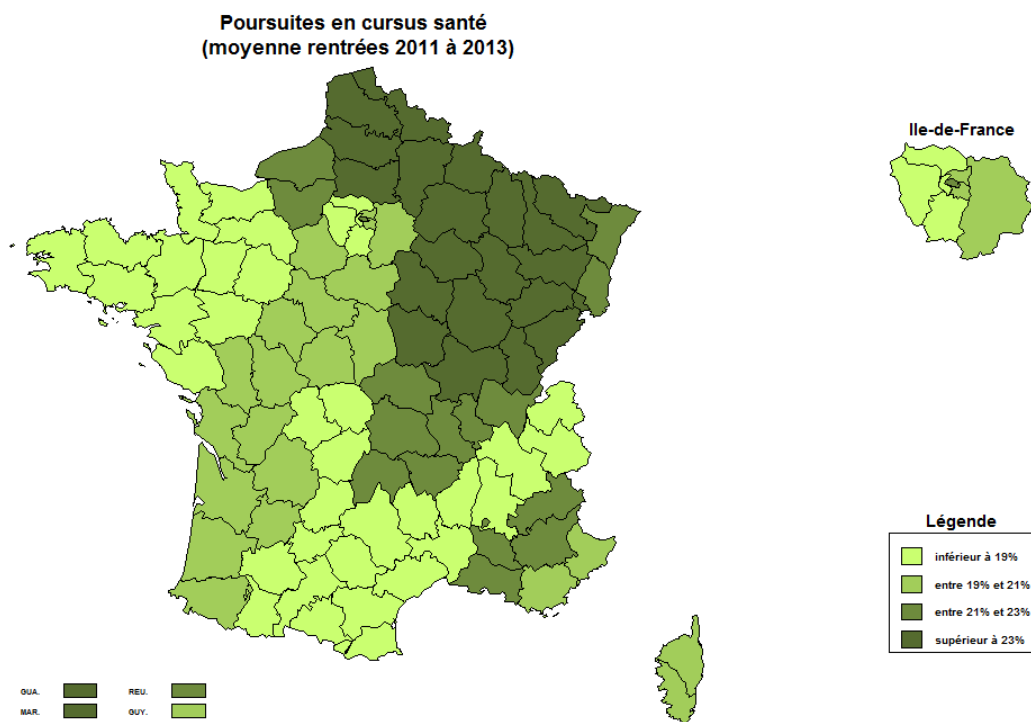 Poursuites en cursus santé
(moyenne rentrées 2011 à 2013)
Ile-de-France
Légende
inférieur à 19%
entre 19% et 21%
entre 21% et 23%
supérieur à 23%
GUA. REU.
MAR. GUY.